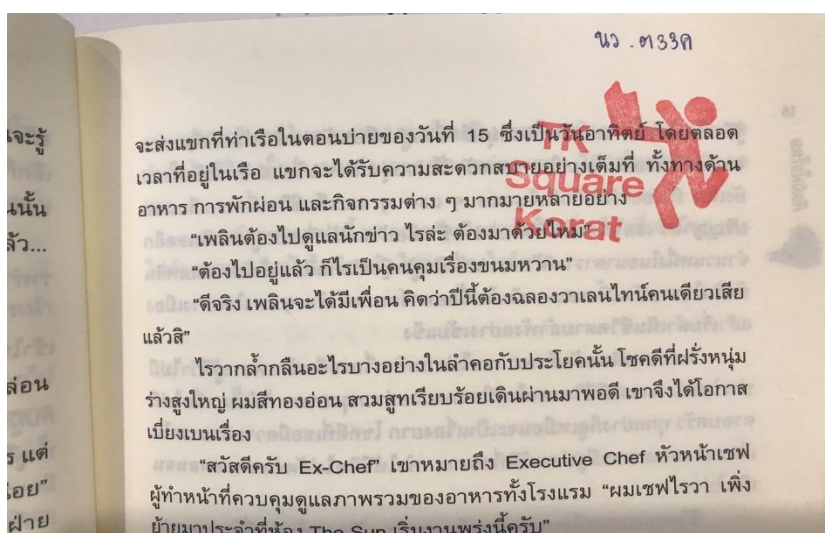 นว . ตวรค
TK
Square
Korat
จะส่งแขกที่ท่าเรือในตอนบ่ายของวันที่ 15 ซึ่งเป็นวันอาทิตย์ โดยตลอด
เวลาที่อยู่ในเรือ แขกจะได้รับความสะดวกสบายอย่างเต็มที่ ทั้งทางด้าน
อาหาร การพักผ่อน และกิจกรรมต่าง ๆ มากมายหลายอย่าง
“เพลินต้องไปดูแลนักข่าว ไรล่ะ ต้องมาด้วยไหม”
“ต้องไปอยู่แล้ว ก็ไรเป็นคนคุมเรื่องขนมหวาน”
“ดีจริง เพลินจะได้มีเพื่อน คิดว่าปีนี้ต้องฉลองวาเลนไทน์คนเดียวเสีย
แล้วสิ”
ไรวากล้ำกลืนอะไรบางอย่างในลำคอกับประโยคนั้น โชคดีที่ฝรั่งหนุ่ม
ร่างสูงใหญ่ ผมสีทองอ่อน สวมสูทเรียบร้อยเดินผ่านมาพอดี เขาจึงได้โอกาส
เบี่ยงเบนเรื่อง
“สวัสดีครับ Ex-Chef” เขาหมายถึง Executive Chef หัวหน้าเชฟ
ผู้ทำหน้าที่ควบคุมดูแลภาพรวมของอาหารทั้งโรงแรม “ผมเชฟไรวา เพิ่ง
ย้ายมาประจำที่ห้อง The Sun เริ่มงานพรุ่งนี้ครับ”